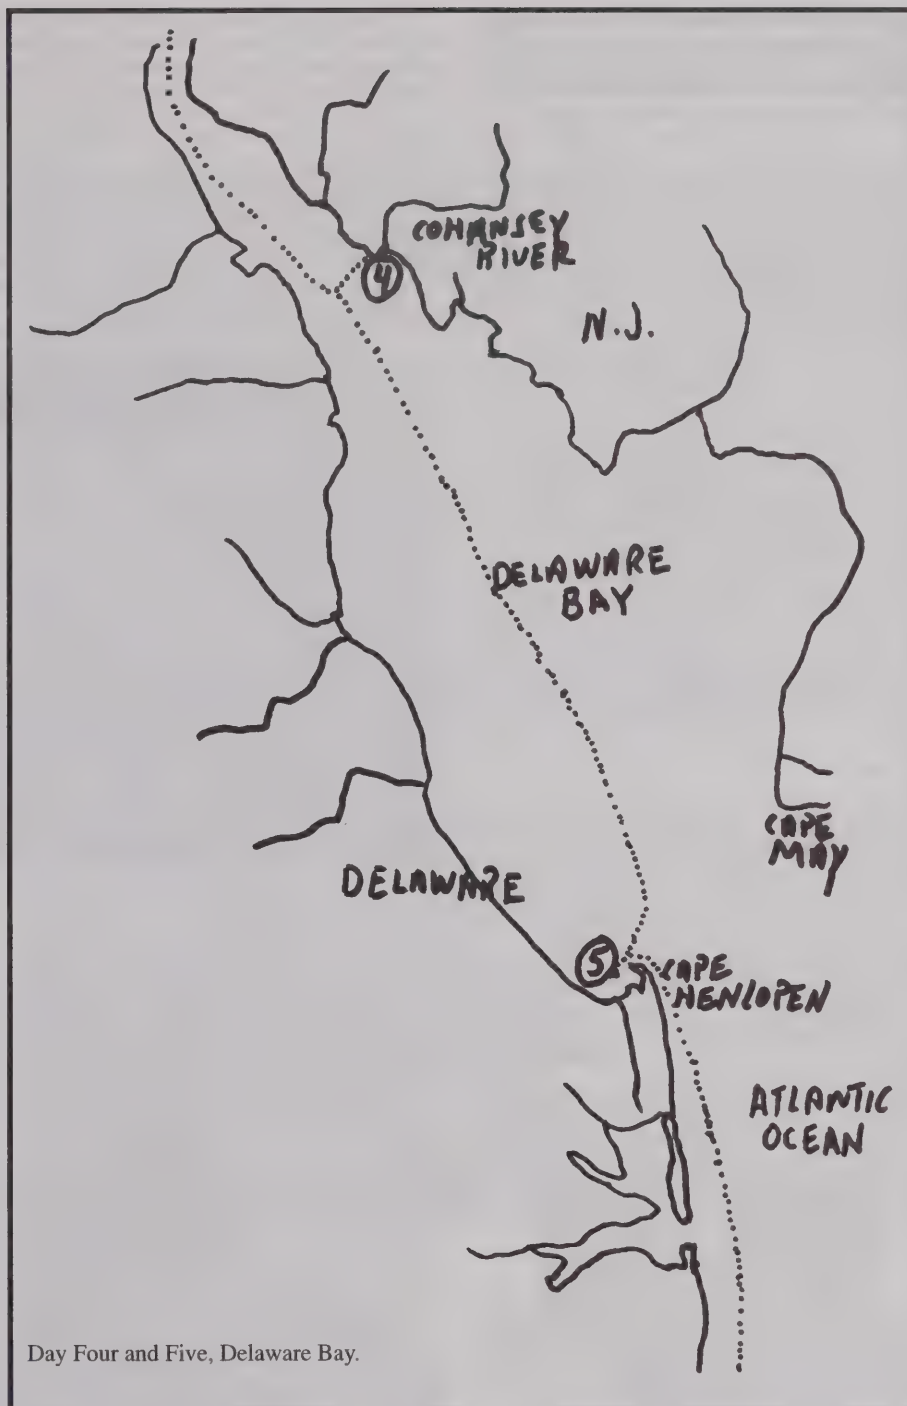 COHANSEY
RIVER
4
N.J.
DELAWARE
BAY
CAPE
MAY
DELAWARE
5
CAPE
HENLOPEN
ATLANTIC
OCEAN
Day Four and Five, Delaware Bay.